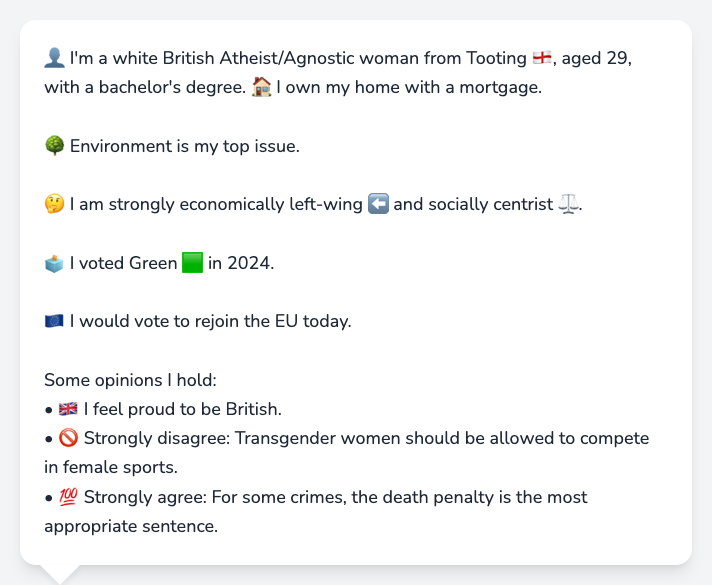 👤 I'm a white British Atheist/Agnostic woman from Tooting 🏴󠁧󠁢󠁥󠁮󠁧󠁿, aged 29,
with a bachelor's degree. 🏠 I own my home with a mortgage.
🌳 Environment is my top issue.
🤔 I am strongly economically left-wing ⬅️ and socially centrist ⚖️.
🗳️ I voted Green 🟩 in 2024.
🇪🇺 I would vote to rejoin the EU today.
Some opinions I hold:
• 🇬🇧 I feel proud to be British.
• 🚫 Strongly disagree: Transgender women should be allowed to compete
in female sports.
• 💯 Strongly agree: For some crimes, the death penalty is the most
appropriate sentence.